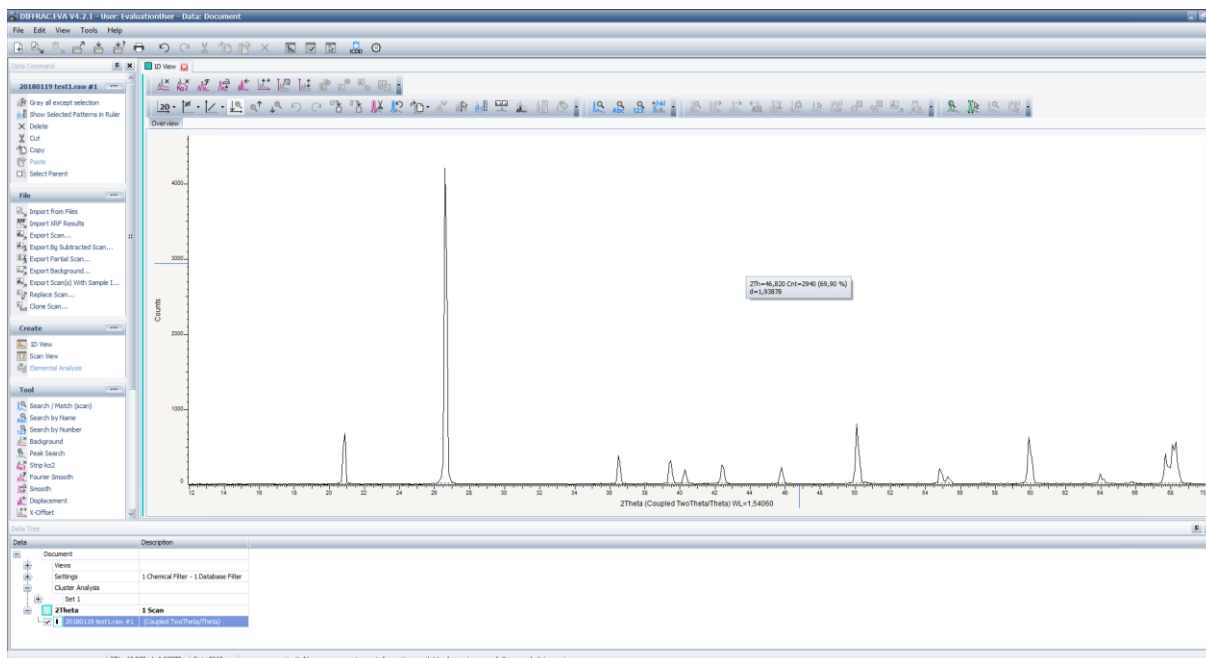 DIFFRAC.EVA V4.2.1 - User: EvaluationUser - Data: Document
File Edit View Tools Help
Data Command
1D View
20180119 test1.raw #1
Gray all except selection
Show Selected Patterns in Ruler
Delete
Cut
Copy
Paste
Select Parent
File
Import from Files
Import XRF Results
Export Scan...
Export Bg Subtracted Scan...
Export Partial Scan...
Export Background...
Export Scan(s) With Sample I...
Replace Scan...
Clone Scan...
Create
1D View
Scan View
Elemental Analysis
Tool
Search / Match (scan)
Search by Name
Search by Number
Background
Peak Search
Strip kα2
Fourier Smooth
Smooth
Displacement
X-Offset
Overview
4000
3000
2000
1000
0
Counts
2Th=46,820 Cnt=2940 (69,90 %)
d=1,93878
12 14 16 18 20 22 24 26 28 30 32 34 36 38 40 42 44 46 48 50 52 54 56 58 60 62 64 66 68 70
2Theta (Coupled TwoTheta/Theta) WL=1,54060
Data Tree
Data Description
Document
Views
Settings 1 Chemical Filter - 1 Database Filter
Cluster Analysis
Set 1
2Theta 1 Scan
20180119 test1.raw #1 (Coupled TwoTheta/Theta)